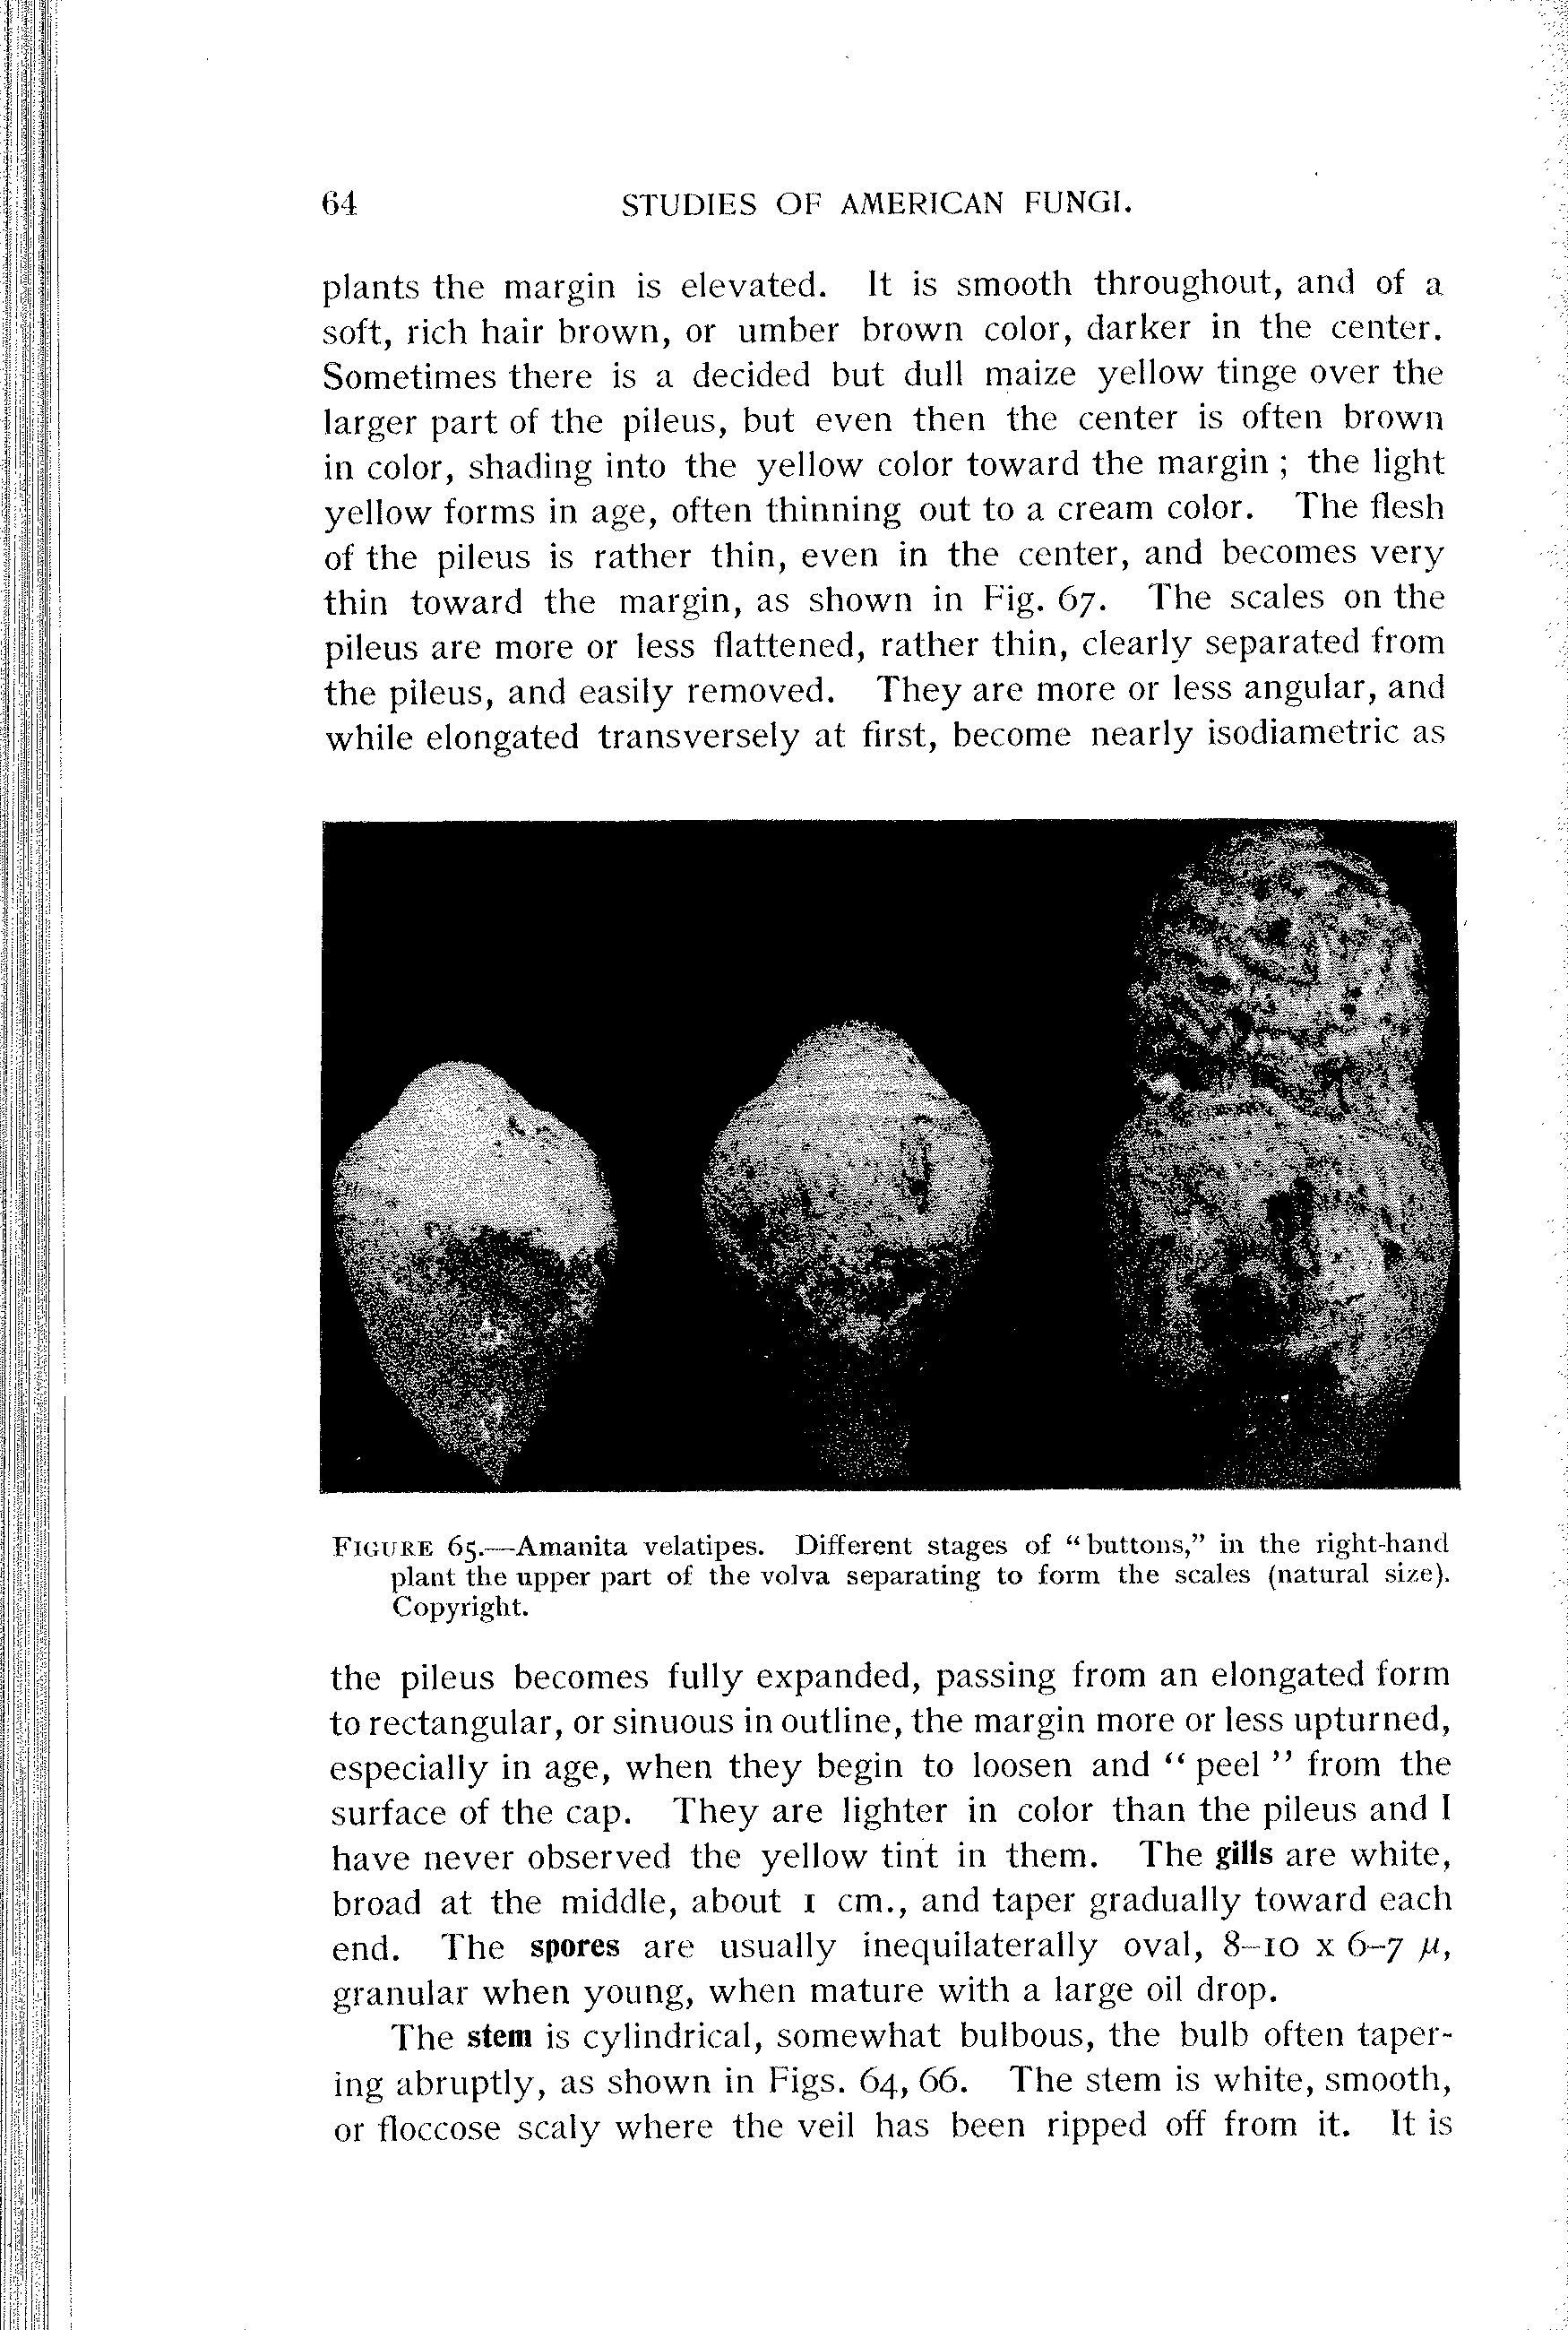 64 STUDIES OF AMERICAN FUNGI.
plants the margin is elevated. It is smooth throughout, and of a
soft, rich hair brown, or umber brown color, darker in the center.
Sometimes there is a decided but dull maize yellow tinge over the
larger part of the pileus, but even then the center is often brown
in color, shading into the yellow color toward the margin ; the light
yellow forms in age, often thinning out to a cream color. The flesh
of the pileus is rather thin, even in the center, and becomes very
thin toward the margin, as shown in Fig. 67. The scales on the
pileus are more or less flattened, rather thin, clearly separated from
the pileus, and easily removed. They are more or less angular, and
while elongated transversely at first, become nearly isodiametric as
FIGURE 65.—Amanita velatipes. Different stages of “buttons,” in the right-hand
plant the upper part of the volva separating to form the scales (natural size).
Copyright.
the pileus becomes fully expanded, passing from an elongated form
to rectangular, or sinuous in outline, the margin more or less upturned,
especially in age, when they begin to loosen and “ peel ” from the
surface of the cap. They are lighter in color than the pileus and I
have never observed the yellow tint in them. The gills are white,
broad at the middle, about 1 cm., and taper gradually toward each
end. The spores are usually inequilaterally oval, 8–10 x 6–7 μ,
granular when young, when mature with a large oil drop.
The stem is cylindrical, somewhat bulbous, the bulb often taper-
ing abruptly, as shown in Figs. 64, 66. The stem is white, smooth,
or floccose scaly where the veil has been ripped off from it. It is